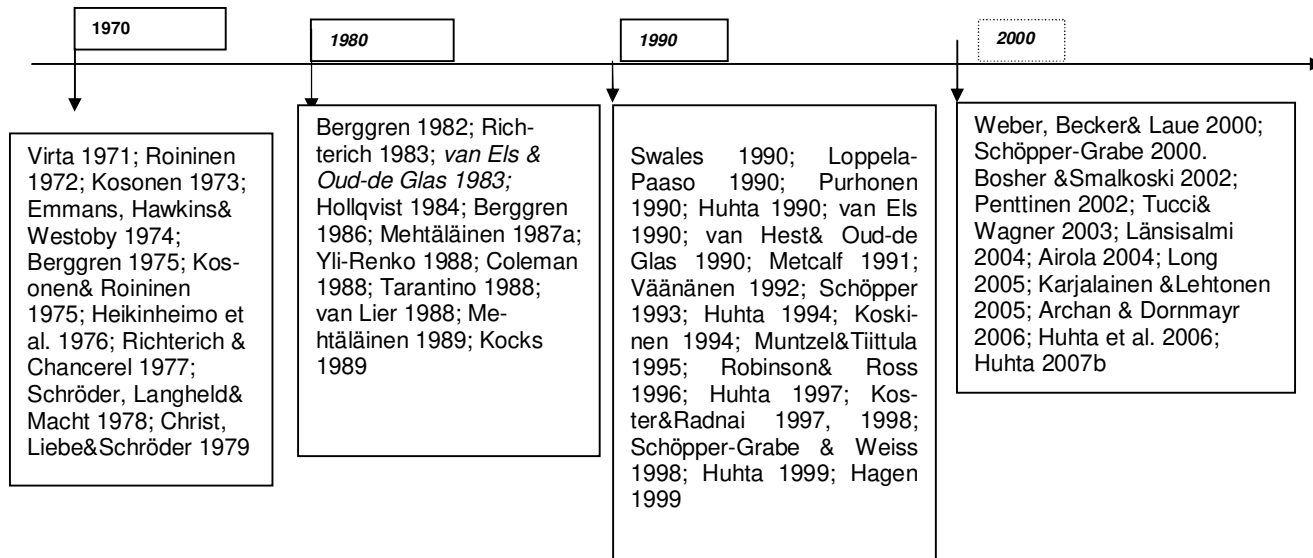 1970
1980
1990
2000
Virta 1971; Roininen
1972; Kosonen 1973;
Emmans, Hawkins&
Westoby 1974;
Berggren 1975; Kos-
onen& Roininen
1975; Heikinheimo et
al. 1976; Richterich &
Chancerel 1977;
Schröder, Langheld&
Macht 1978; Christ,
Liebe&Schröder 1979
Berggren 1982; Rich-
terich 1983; van Els &
Oud-de Glas 1983;
Hollqvist 1984; Berggren
1986; Mehtäläinen 1987a;
Yli-Renko 1988; Coleman
1988; Tarantino 1988;
van Lier 1988; Me-
htäläinen 1989; Kocks
1989
Swales 1990; Loppela-
Paaso 1990; Purhonen
1990; Huhta 1990; van Els
1990; van Hest& Oud-de
Glas 1990; Metcalf 1991;
Väänänen 1992; Schöpper
1993; Huhta 1994; Koski-
nen 1994; Muntzel&Tiittula
1995; Robinson& Ross
1996; Huhta 1997; Kos-
ter&Radnai 1997, 1998;
Schöpper-Grabe & Weiss
1998; Huhta 1999; Hagen
1999
Weber, Becker& Laue 2000;
Schöpper-Grabe 2000.
Bosher &Smalkoski 2002;
Penttinen 2002; Tucci&
Wagner 2003; Länsisalmi
2004; Airola 2004; Long
2005; Karjalainen &Lehtonen
2005; Archan & Dornmayr
2006; Huhta et al. 2006;
Huhta 2007b